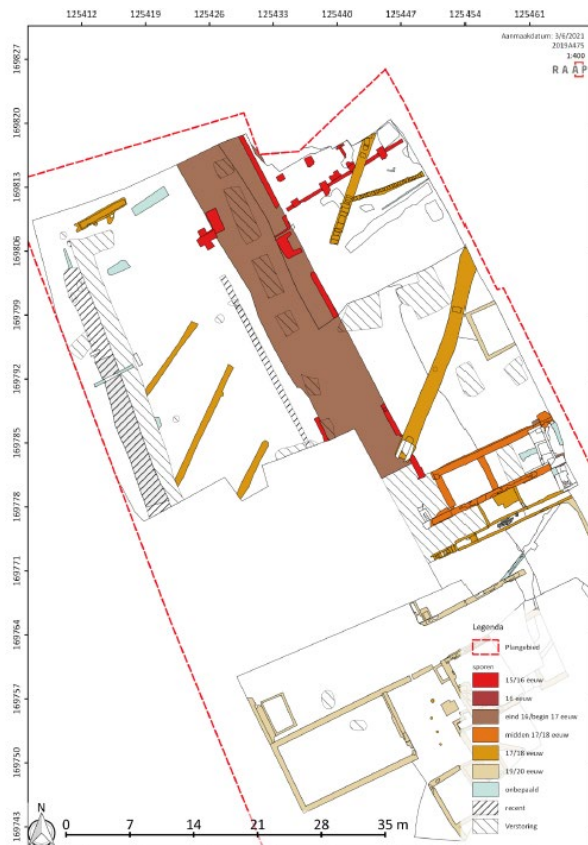 125412 125419 125426 125433 125440 125447 125454 125461
Aanmaakdatum: 3/6/2021
2019A475
1:400
RAAP
169827
169820
169813
169806
169799
169792
169785
169778
169771
169764
169757
169750
169743
Legenda
Plangebied
sporen
15/16 eeuw
16 eeuw
eind 16/begin 17 eeuw
midden 17/18 eeuw
17/18 eeuw
19/20 eeuw
onbepaald
recent
Verstoring
N
0 7 14 21 28 35 m